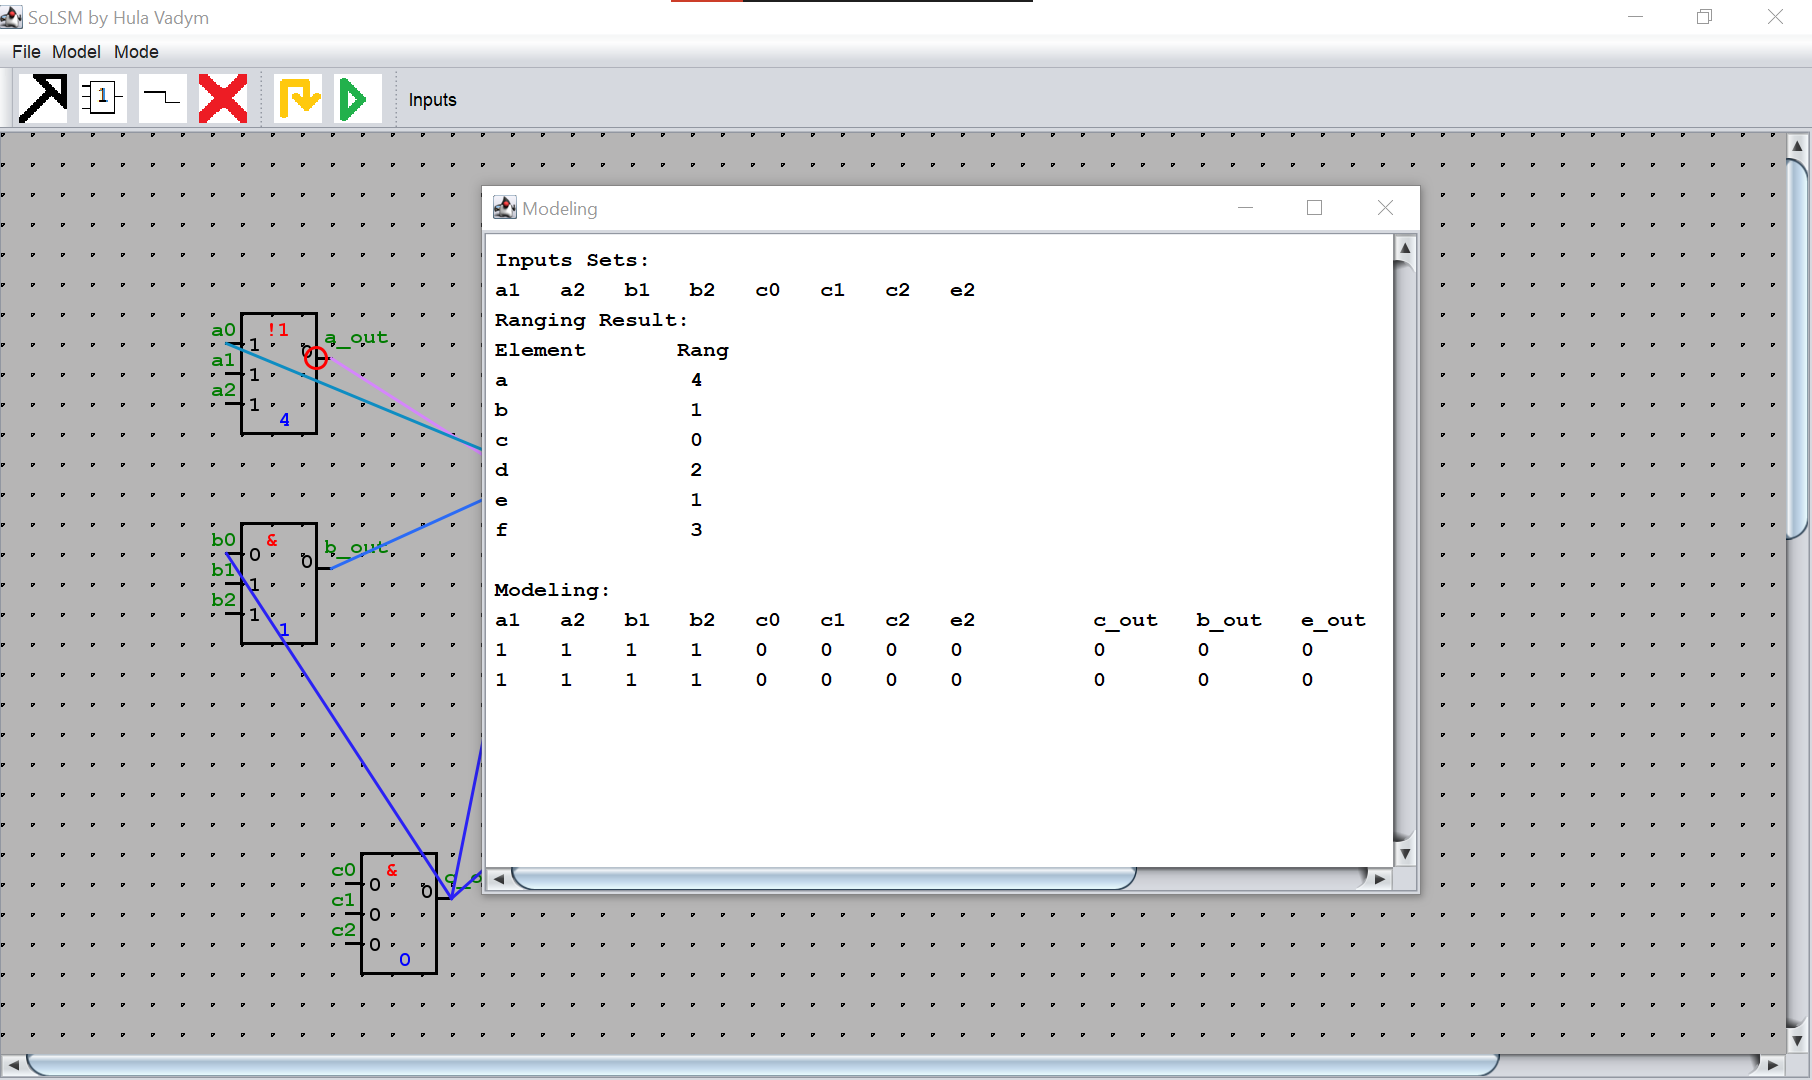 SoLSM by Hula Vadym
File Model Mode
1 Inputs
Modeling
Inputs Sets:
a1 a2 b1 b2 c0 c1 c2 e2
Ranging Result:
Element Rang
a 4
b 1
c 0
d 2
e 1
f 3
Modeling:
a1 a2 b1 b2 c0 c1 c2 e2 c_out b_out e_out
1 1 1 1 0 0 0 0 0 0 0
1 1 1 1 0 0 0 0 0 0 0
a0 !1 a_out
1 0
a1
1
a2
1
4
b0 & b_out
0 0
b1
1
b2
1
1
c0 & c_o
0 0
c1
0
c2
0
0